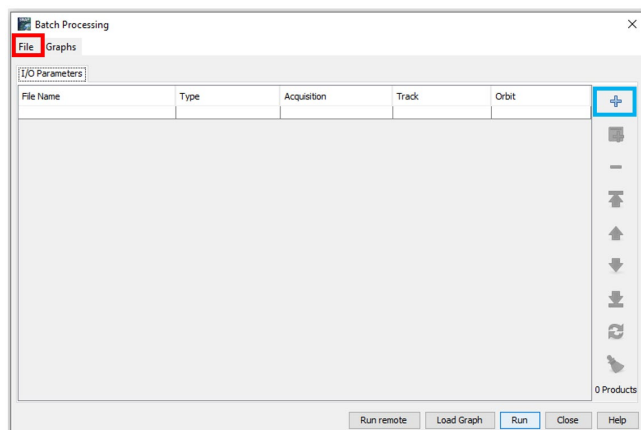 Batch Processing
File Graphs
I/O Parameters
File Name Type Acquisition Track Orbit
0 Products
Run remote Load Graph Run Close Help